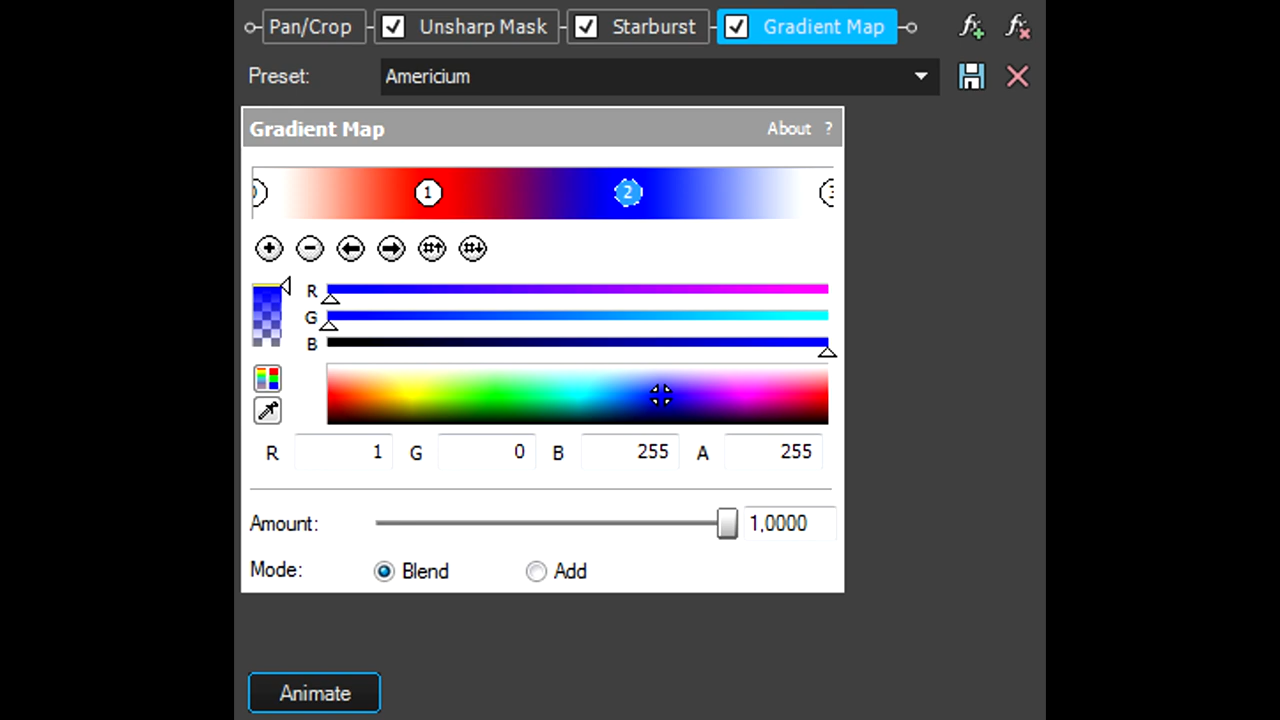 Pan/Crop Unsharp Mask Starburst Gradient Map
Preset: Americium
Gradient Map About ?
1 2
R
G
B
R 1 G 0 B 255 A 255
Amount: 1,0000
Mode: Blend Add
Animate